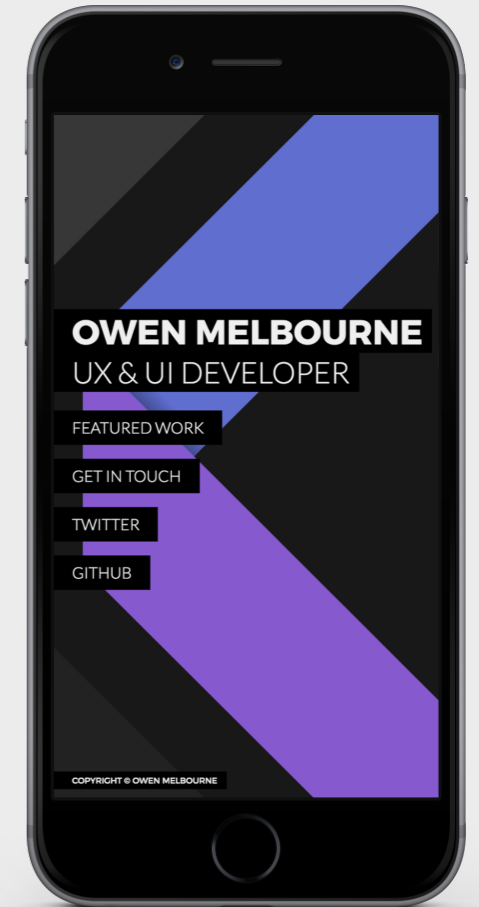 OWEN MELBOURNE
UX & UI DEVELOPER
FEATURED WORK
GET IN TOUCH
TWITTER
GITHUB
COPYRIGHT © OWEN MELBOURNE